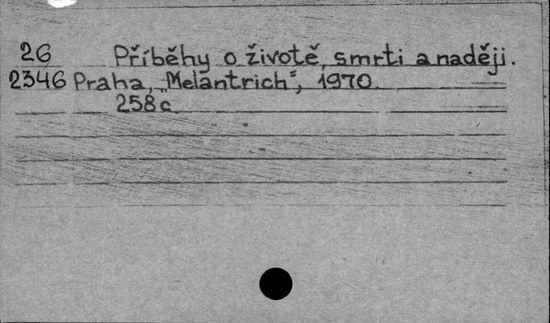 26 Příběhy o životě, smrti a naději.
2346 Praha, „Melantrich“, 1970.
258 c.